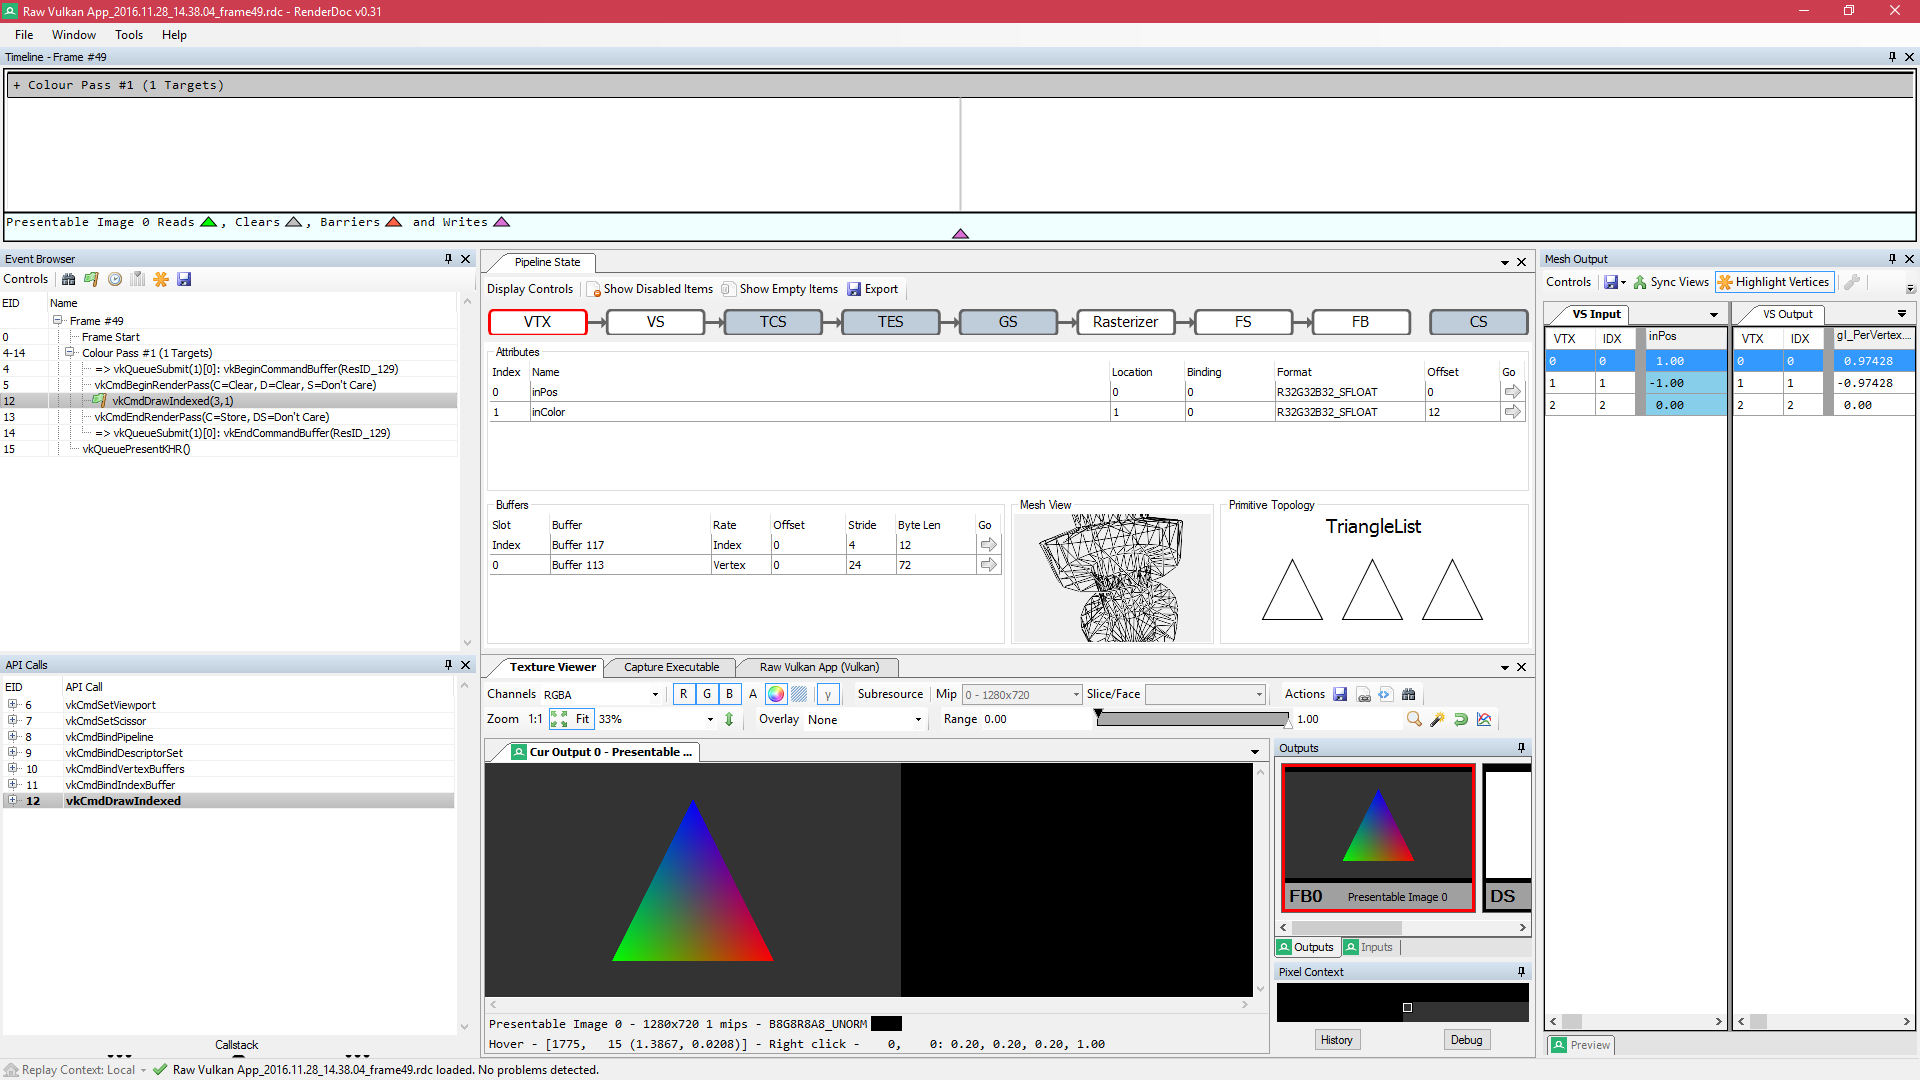 Raw Vulkan App_2016.11.28_14.38.04_frame49.rdc - RenderDoc v0.31
File Window Tools Help
Timeline - Frame #49
+ Colour Pass #1 (1 Targets)
Presentable Image 0 Reads , Clears , Barriers and Writes
Event Browser
Controls
EID Name
Frame #49
0 Frame Start
4-14 Colour Pass #1 (1 Targets)
4 => vkQueueSubmit(1)[0]: vkBeginCommandBuffer(ResID_129)
5 vkCmdBeginRenderPass(C=Clear, D=Clear, S=Don't Care)
12 vkCmdDrawIndexed(3,1)
13 vkCmdEndRenderPass(C=Store, DS=Don't Care)
14 => vkQueueSubmit(1)[0]: vkEndCommandBuffer(ResID_129)
15 vkQueuePresentKHR()
API Calls
EID API Call
6 vkCmdSetViewport
7 vkCmdSetScissor
8 vkCmdBindPipeline
9 vkCmdBindDescriptorSet
10 vkCmdBindVertexBuffers
11 vkCmdBindIndexBuffer
12 vkCmdDrawIndexed
Callstack
Pipeline State
Display Controls Show Disabled Items Show Empty Items Export
VTX VS TCS TES GS Rasterizer FS FB CS
Attributes
Index Name Location Binding Format Offset Go
0 inPos 0 0 R32G32B32_SFLOAT 0
1 inColor 1 0 R32G32B32_SFLOAT 12
Buffers
Slot Buffer Rate Offset Stride Byte Len Go
Index Buffer 117 Index 0 4 12
0 Buffer 113 Vertex 0 24 72
Mesh View
Primitive Topology
TriangleList
Texture Viewer Capture Executable Raw Vulkan App (Vulkan)
Channels RGBA R G B A γ Subresource Mip 0 - 1280x720 Slice/Face Actions
Zoom 1:1 Fit 33% Overlay None Range 0.00 1.00
Cur Output 0 - Presentable ...
Presentable Image 0 - 1280x720 1 mips - B8G8R8A8_UNORM
Hover - [1775, 15 (1.3867, 0.0208)] - Right click - 0, 0: 0.20, 0.20, 0.20, 1.00
Outputs
FB0 Presentable Image 0 DS
Outputs Inputs
Pixel Context
History Debug
Mesh Output
Controls Sync Views Highlight Vertices
VS Input
VTX IDX inPos
0 0 1.00
1 1 -1.00
2 2 0.00
VS Output
VTX IDX gl_PerVertex....
0 0 0.97428
1 1 -0.97428
2 2 0.00
Preview
Replay Context: Local Raw Vulkan App_2016.11.28_14.38.04_frame49.rdc loaded. No problems detected.